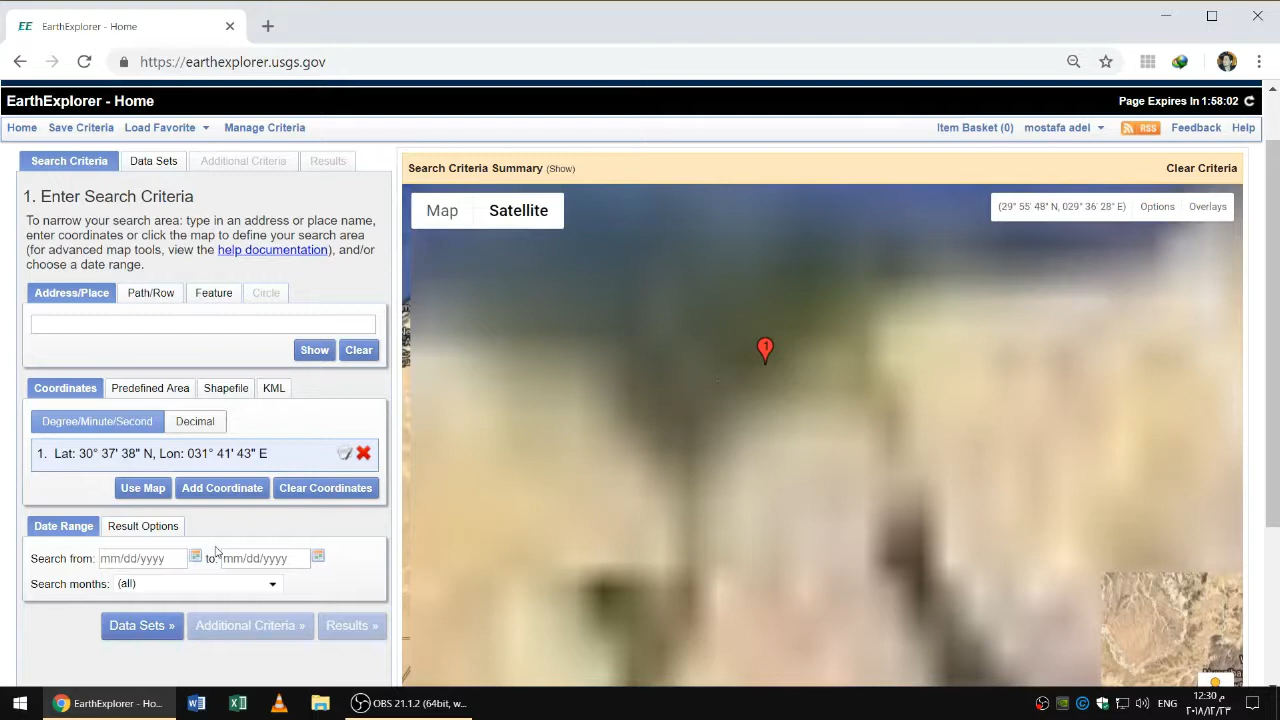 EE EarthExplorer - Home
https://earthexplorer.usgs.gov
EarthExplorer - Home
Page Expires In 1:58:02
Home Save Criteria Load Favorite Manage Criteria
Item Basket (0) mostafa adel RSS Feedback Help
Search Criteria Data Sets Additional Criteria Results
Search Criteria Summary (Show)
Clear Criteria
1. Enter Search Criteria
To narrow your search area: type in an address or place name,
enter coordinates or click the map to define your search area
(for advanced map tools, view the help documentation), and/or
choose a date range.
Map Satellite
(29° 55' 48" N, 029° 36' 28" E) Options Overlays
Address/Place Path/Row Feature Circle
Show Clear
1
Coordinates Predefined Area Shapefile KML
Degree/Minute/Second Decimal
1. Lat: 30° 37' 38" N, Lon: 031° 41' 43" E
Use Map Add Coordinate Clear Coordinates
Date Range Result Options
Search from: mm/dd/yyyy to: mm/dd/yyyy
Search months: (all)
Data Sets » Additional Criteria » Results »
EarthExplorer - Ho...
OBS 21.1.2 (64bit, w...
ENG
م 12:30
٢٠١٨/١٢/٢٣